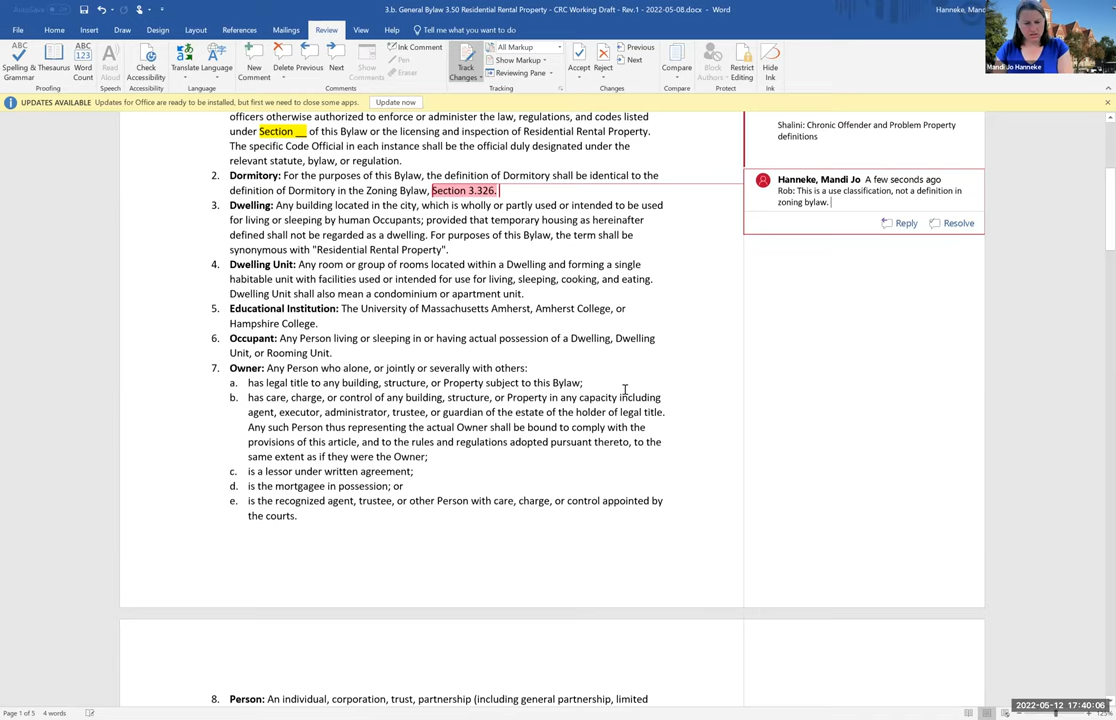 AutoSave
3.b. General Bylaw 3.50 Residential Rental Property - CRC Working Draft - Rev.1 - 2022-05-08.docx - Word
Hanneke, Mandi
File Home Insert Draw Design Layout References Mailings Review View Help Tell me what you want to do
Spelling & Grammar
Thesaurus
Word Count
Read Aloud
Check Accessibility
Translate
Language
New Comment
Delete
Previous
Next
Show Comments
Ink Comment
Pen
Eraser
Track Changes
All Markup
Show Markup
Reviewing Pane
Accept
Reject
Previous
Next
Compare
Block Authors
Restrict Editing
Hide Ink
Proofing Speech Accessibility Language Comments Tracking Changes Compare Protect Ink
Mandi Jo Hanneke
UPDATES AVAILABLE Updates for Office are ready to be installed, but first we need to close some apps. Update now
officers otherwise authorized to enforce or administer the law, regulations, and codes listed
under Section __ of this Bylaw or the licensing and inspection of Residential Rental Property.
The specific Code Official in each instance shall be the official duly designated under the
relevant statute, bylaw, or regulation.
2. Dormitory: For the purposes of this Bylaw, the definition of Dormitory shall be identical to the
definition of Dormitory in the Zoning Bylaw, Section 3.326.
3. Dwelling: Any building located in the city, which is wholly or partly used or intended to be used
for living or sleeping by human Occupants; provided that temporary housing as hereinafter
defined shall not be regarded as a dwelling. For purposes of this Bylaw, the term shall be
synonymous with "Residential Rental Property".
4. Dwelling Unit: Any room or group of rooms located within a Dwelling and forming a single
habitable unit with facilities used or intended for use for living, sleeping, cooking, and eating.
Dwelling Unit shall also mean a condominium or apartment unit.
5. Educational Institution: The University of Massachusetts Amherst, Amherst College, or
Hampshire College.
6. Occupant: Any Person living or sleeping in or having actual possession of a Dwelling, Dwelling
Unit, or Rooming Unit.
7. Owner: Any Person who alone, or jointly or severally with others:
a. has legal title to any building, structure, or Property subject to this Bylaw;
b. has care, charge, or control of any building, structure, or Property in any capacity including
agent, executor, administrator, trustee, or guardian of the estate of the holder of legal title.
Any such Person thus representing the actual Owner shall be bound to comply with the
provisions of this article, and to the rules and regulations adopted pursuant thereto, to the
same extent as if they were the Owner;
c. is a lessor under written agreement;
d. is the mortgagee in possession; or
e. is the recognized agent, trustee, or other Person with care, charge, or control appointed by
the courts.
8. Person: An individual, corporation, trust, partnership (including general partnership, limited
Shalini: Chronic Offender and Problem Property
definitions
Hanneke, Mandi Jo A few seconds ago
Rob: This is a use classification, not a definition in
zoning bylaw.
Reply Resolve
Page 1 of 5 4 words
2022-05-12 17:40:06